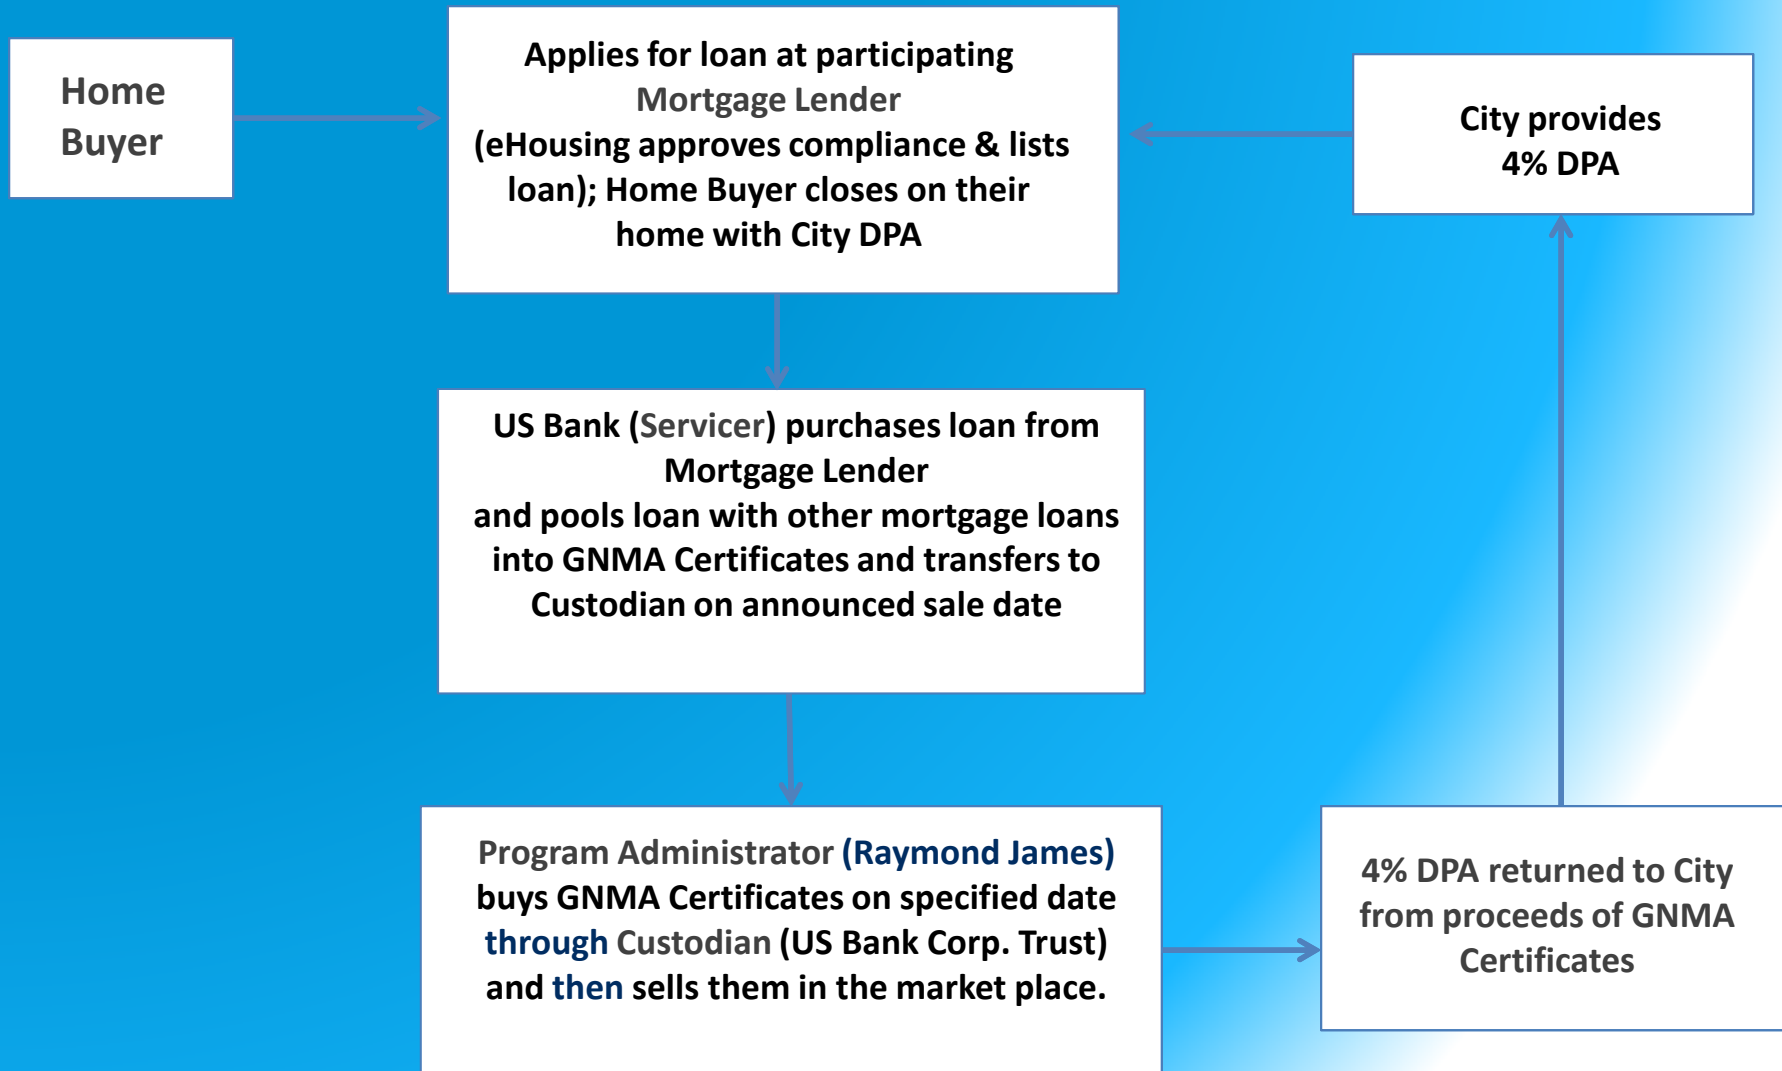 Home
Buyer
Applies for loan at participating
Mortgage Lender
(eHousing approves compliance & lists
loan); Home Buyer closes on their
home with City DPA
City provides
4% DPA
US Bank (Servicer) purchases loan from
Mortgage Lender
and pools loan with other mortgage loans
into GNMA Certificates and transfers to
Custodian on announced sale date
Program Administrator (Raymond James)
buys GNMA Certificates on specified date
through Custodian (US Bank Corp. Trust)
and then sells them in the market place.
4% DPA returned to City
from proceeds of GNMA
Certificates